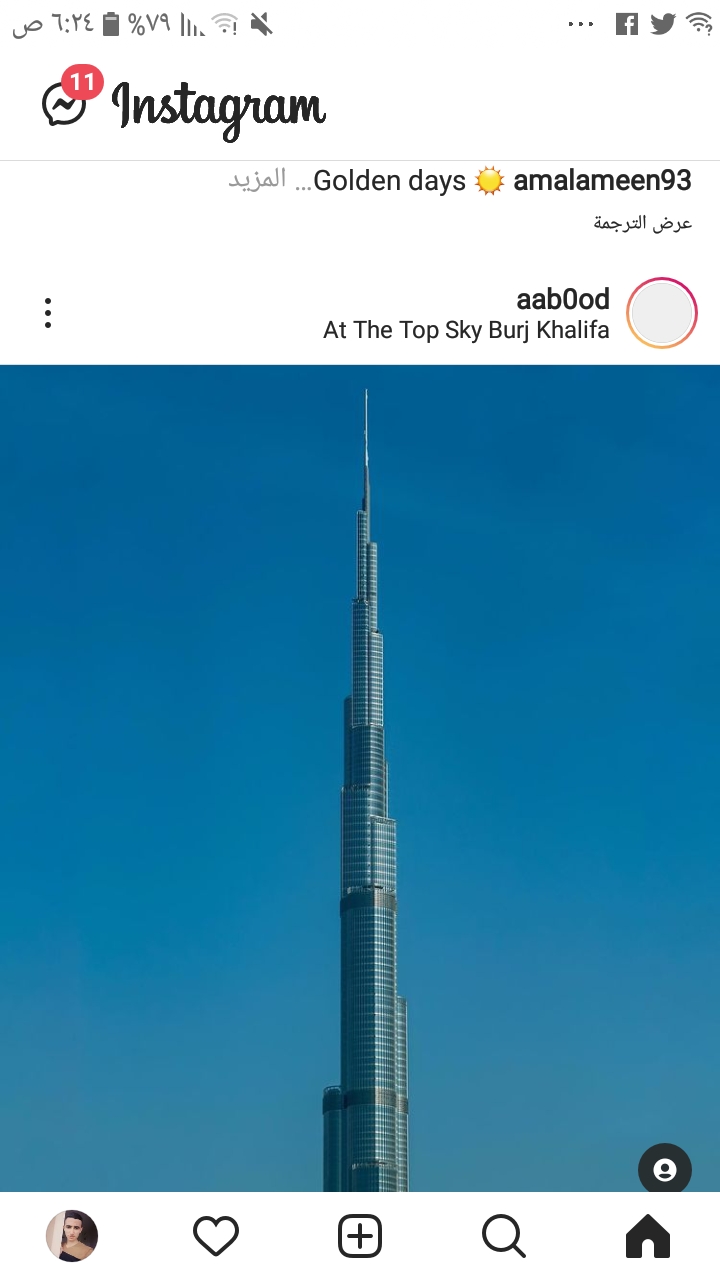 ٦:٢٤ ص %٧٩
11
Instagram
amalameen93 ☀️ Golden days... المزيد
عرض الترجمة
aab0od
At The Top Sky Burj Khalifa